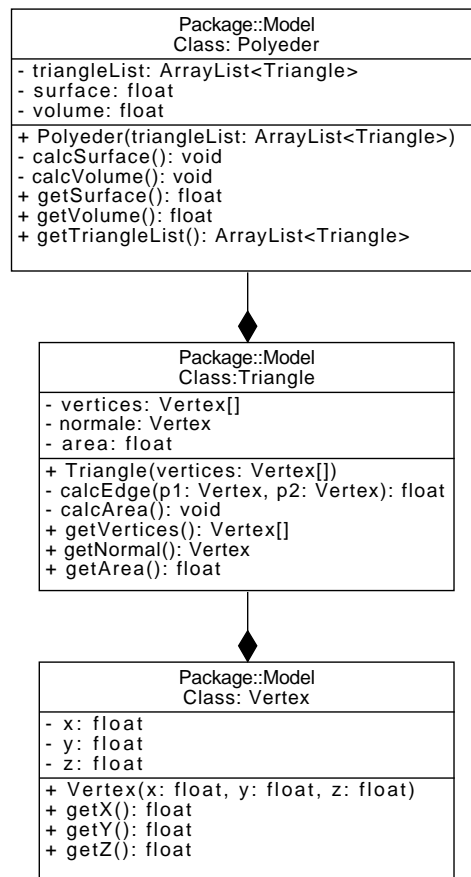 Package::Model
Class: Polyeder
- triangleList: ArrayList<Triangle>
- surface: float
- volume: float
+ Polyeder(triangleList: ArrayList<Triangle>)
- calcSurface(): void
- calcVolume(): void
+ getSurface(): float
+ getVolume(): float
+ getTriangleList(): ArrayList<Triangle>
Package::Model
Class:Triangle
- vertices: Vertex[]
- normale: Vertex
- area: float
+ Triangle(vertices: Vertex[])
- calcEdge(p1: Vertex, p2: Vertex): float
- calcArea(): void
+ getVertices(): Vertex[]
+ getNormal(): Vertex
+ getArea(): float
Package::Model
Class: Vertex
- x: float
- y: float
- z: float
+ Vertex(x: float, y: float, z: float)
+ getX(): float
+ getY(): float
+ getZ(): float